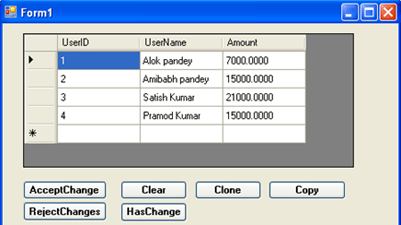 Form1
UserID UserName Amount
1 Alok pandey 7000.0000
2 Amibabh pandey 15000.0000
3 Satish Kumar 21000.0000
4 Pramod Kumar 15000.0000
AcceptChange Clear Clone Copy
RejectChanges HasChange